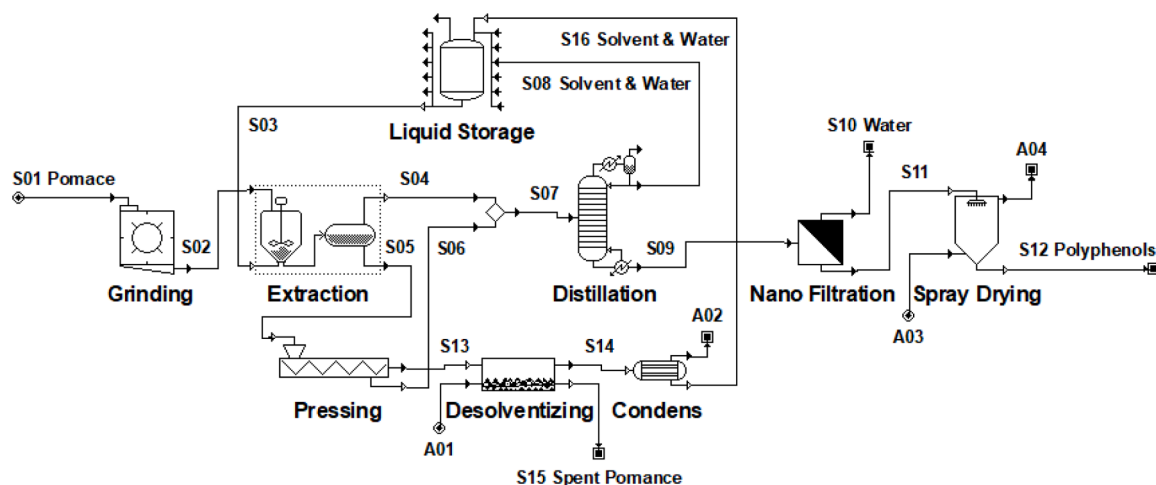 S16 Solvent & Water
S08 Solvent & Water
S03
Liquid Storage
S10 Water
S01 Pomace
S04
S07
S11
A04
S02
S05
S06
S09
S12 Polyphenols
Grinding
Extraction
Distillation
Nano Filtration
Spray Drying
A02
A03
S13
S14
Pressing
Desolventizing
Condens
A01
S15 Spent Pomance